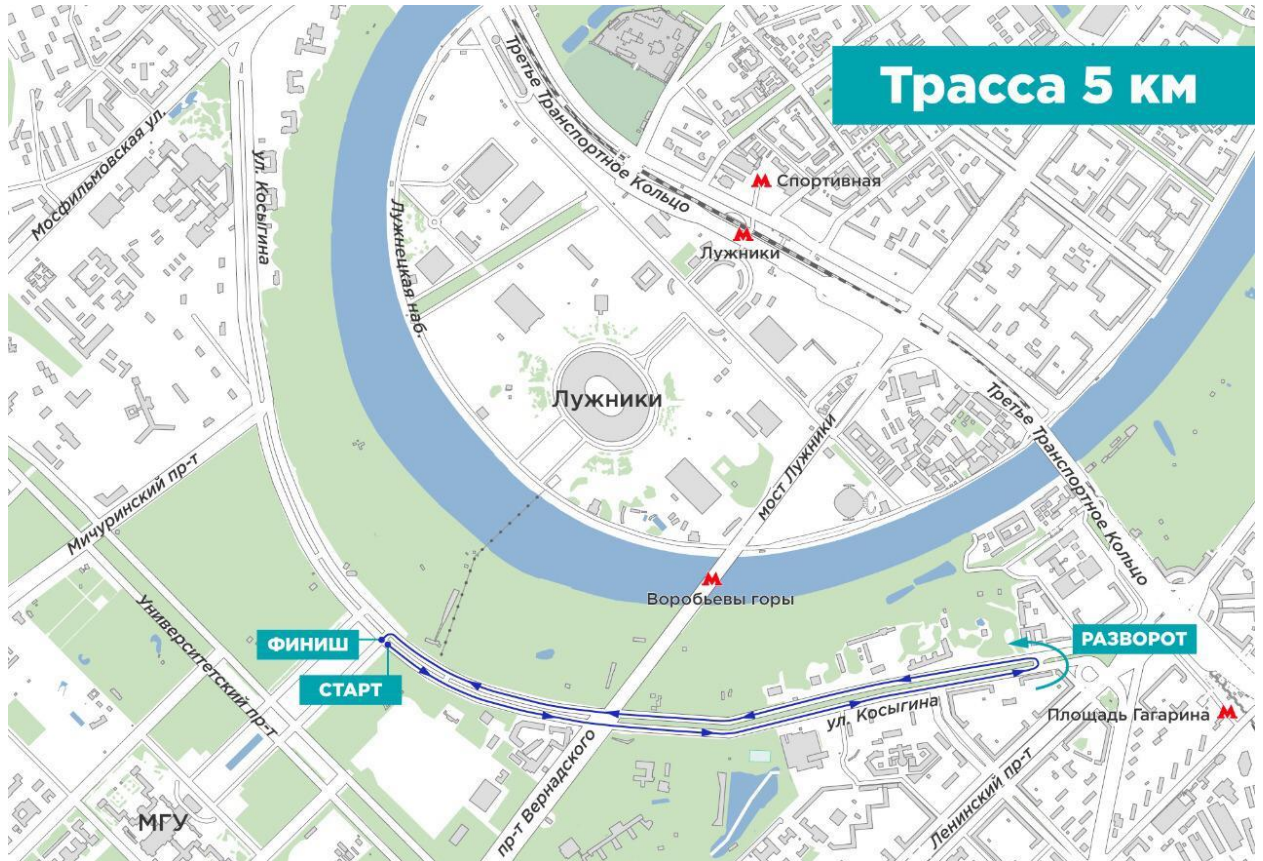 Трасса 5 км
Третье Транспортное Кольцо
Мосфильмовская ул.
ул. Косыгина
М Спортивная
Лужнецкая наб.
М
Лужники
Лужники
Третье Транспортное Кольцо
мост Лужники
Мичуринский пр-т
М
Воробьевы горы
Университетский пр-т
ФИНИШ
РАЗВОРОТ
СТАРТ
ул. Косыгина
Площадь Гагарина М
пр-т Вернадского
Ленинский пр-т
МГУ